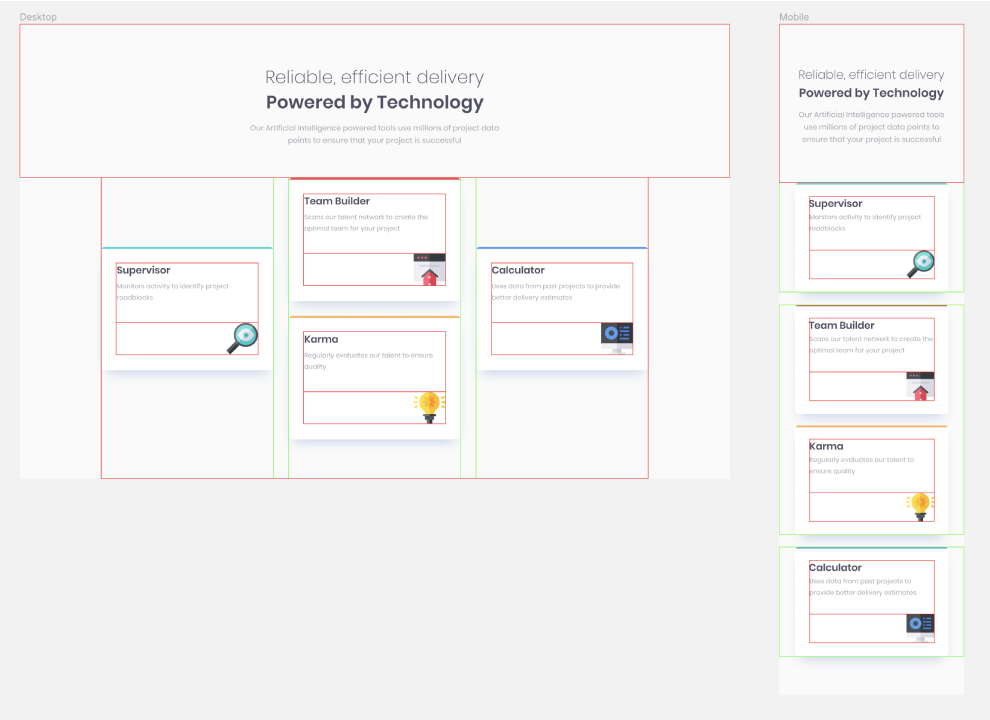 Desktop
Reliable, efficient delivery
Powered by Technology
Our Artificial Intelligence powered tools use millions of project data
points to ensure that your project is successful
Supervisor
Monitors activity to identify project
roadblocks
Team Builder
Scans our talent network to create the
optimal team for your project
Karma
Regularly evaluates our talent to ensure
quality
Calculator
Uses data from past projects to provide
better delivery estimates
Mobile
Reliable, efficient delivery
Powered by Technology
Our Artificial Intelligence powered tools
use millions of project data points to
ensure that your project is successful
Supervisor
Monitors activity to identify project
roadblocks
Team Builder
Scans our talent network to create the
optimal team for your project
Karma
Regularly evaluates our talent to
ensure quality
Calculator
Uses data from past projects to
provide better delivery estimates